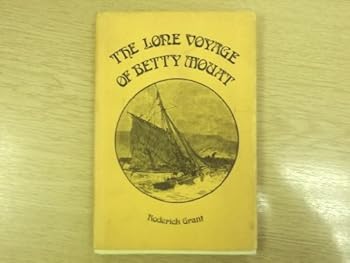 THE LONE VOYAGE
OF BETTY MOUAT
Roderick Grant